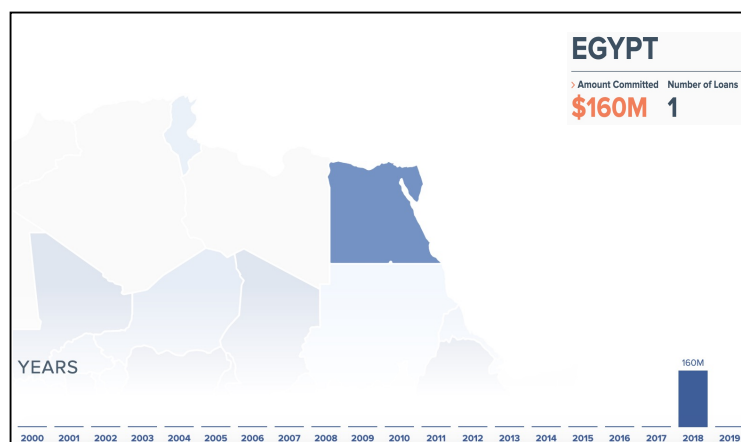 EGYPT
> Amount Committed Number of Loans
$160M 1
YEARS
160M
2000 2001 2002 2003 2004 2005 2006 2007 2008 2009 2010 2011 2012 2013 2014 2015 2016 2017 2018 2019